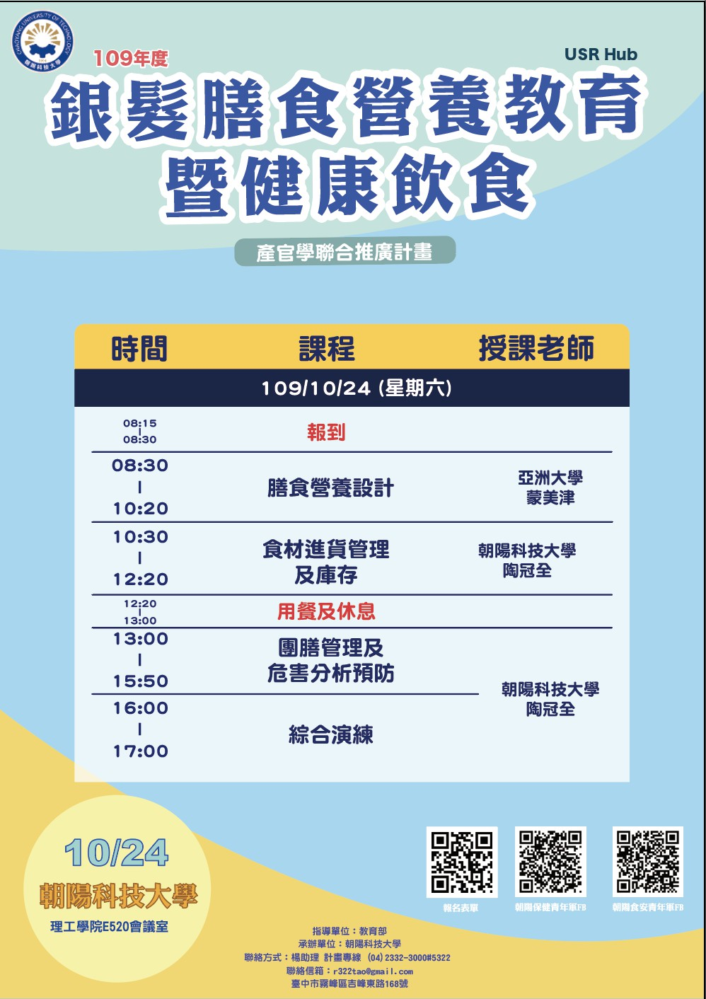 CHAOYANG UNIVERSITY OF TECHNOLOGY
朝陽科技大學
109年度
USR Hub
銀髮膳食營養教育
暨健康飲食
產官學聯合推廣計畫
時間 課程 授課老師
109/10/24 (星期六)
08:15
|
08:30
報到
08:30
|
10:20
膳食營養設計
亞洲大學
蒙美津
10:30
|
12:20
食材進貨管理
及庫存
朝陽科技大學
陶冠全
12:20
|
13:00
用餐及休息
13:00
|
15:50
團膳管理及
危害分析預防
朝陽科技大學
陶冠全
16:00
|
17:00
綜合演練
10/24
朝陽科技大學
理工學院E520會議室
報名表單
朝陽保健青年軍FB
朝陽食安青年軍FB
指導單位：教育部
承辦單位：朝陽科技大學
聯絡方式：楊助理 計畫專線 (04)2332-3000#5322
聯絡信箱：r322tao@gmail.com
臺中市霧峰區吉峰東路168號